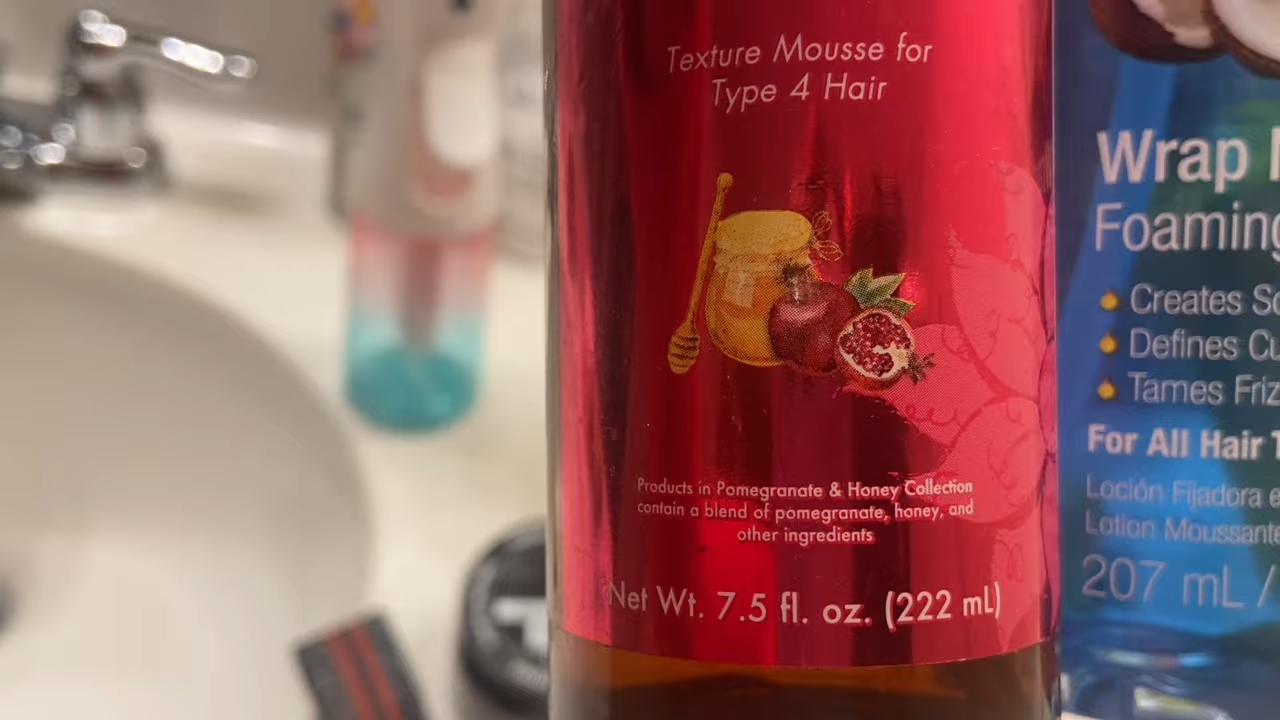 Texture Mousse for
Type 4 Hair
Products in Pomegranate & Honey Collection
contain a blend of pomegranate, honey, and
other ingredients
Net Wt. 7.5 fl. oz. (222 mL)
Wrap
Foaming
Creates
Defines
Tames
For All Hair
Loción Fijadora
Lotion Moussante
207 mL /